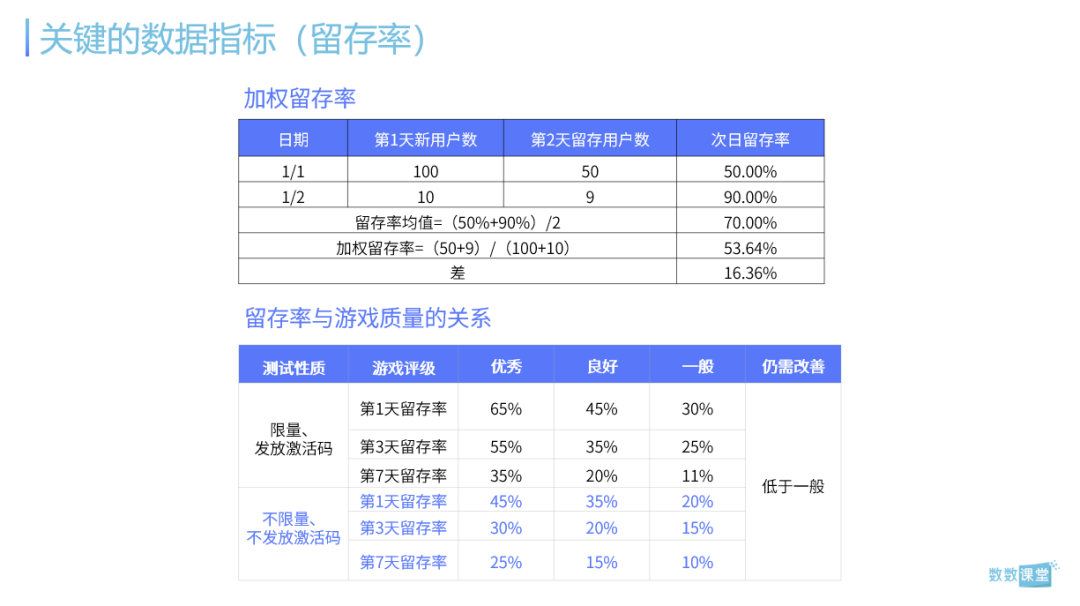 关键的数据指标（留存率）
加权留存率
日期 第1天新用户数 第2天留存用户数 次日留存率
1/1 100 50 50.00%
1/2 10 9 90.00%
留存率均值=（50%+90%）/2 70.00%
加权留存率=（50+9）/（100+10） 53.64%
差 16.36%
留存率与游戏质量的关系
测试性质 游戏评级 优秀 良好 一般 仍需改善
限量、
发放激活码
第1天留存率 65% 45% 30%
第3天留存率 55% 35% 25%
第7天留存率 35% 20% 11%
低于一般
不限量、
不发放激活码
第1天留存率 45% 35% 20%
第3天留存率 30% 20% 15%
第7天留存率 25% 15% 10%
数数课堂